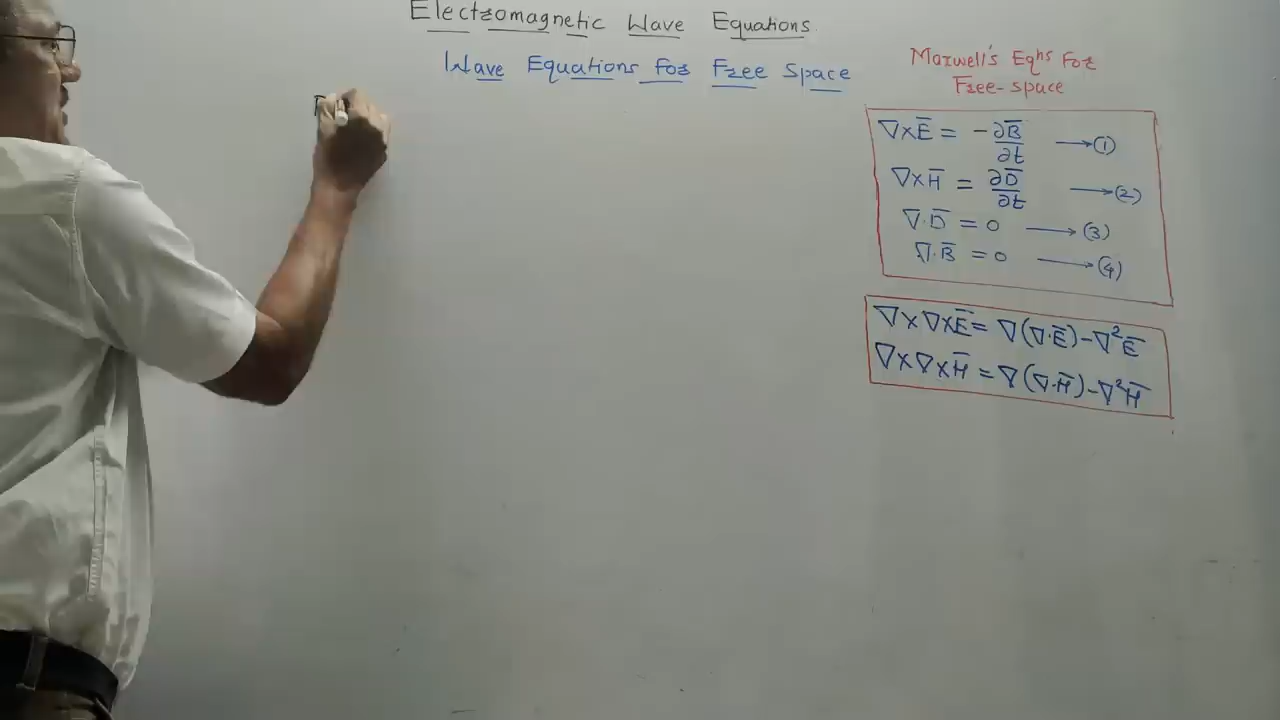 Electromagnetic Wave Equations
Wave Equations For Free Space
Maxwell's Eqns For
Free-space
∇×E̅ = -∂B̅/∂t →(1)
∇×H̅ = ∂D̅/∂t →(2)
∇̅·D̅ = 0 →(3)
∇̅·B̅ = 0 →(4)
∇×∇×E̅ = ∇(∇·E̅)-∇²E̅
∇×∇×H̅ = ∇(∇·H̅)-∇²H̅